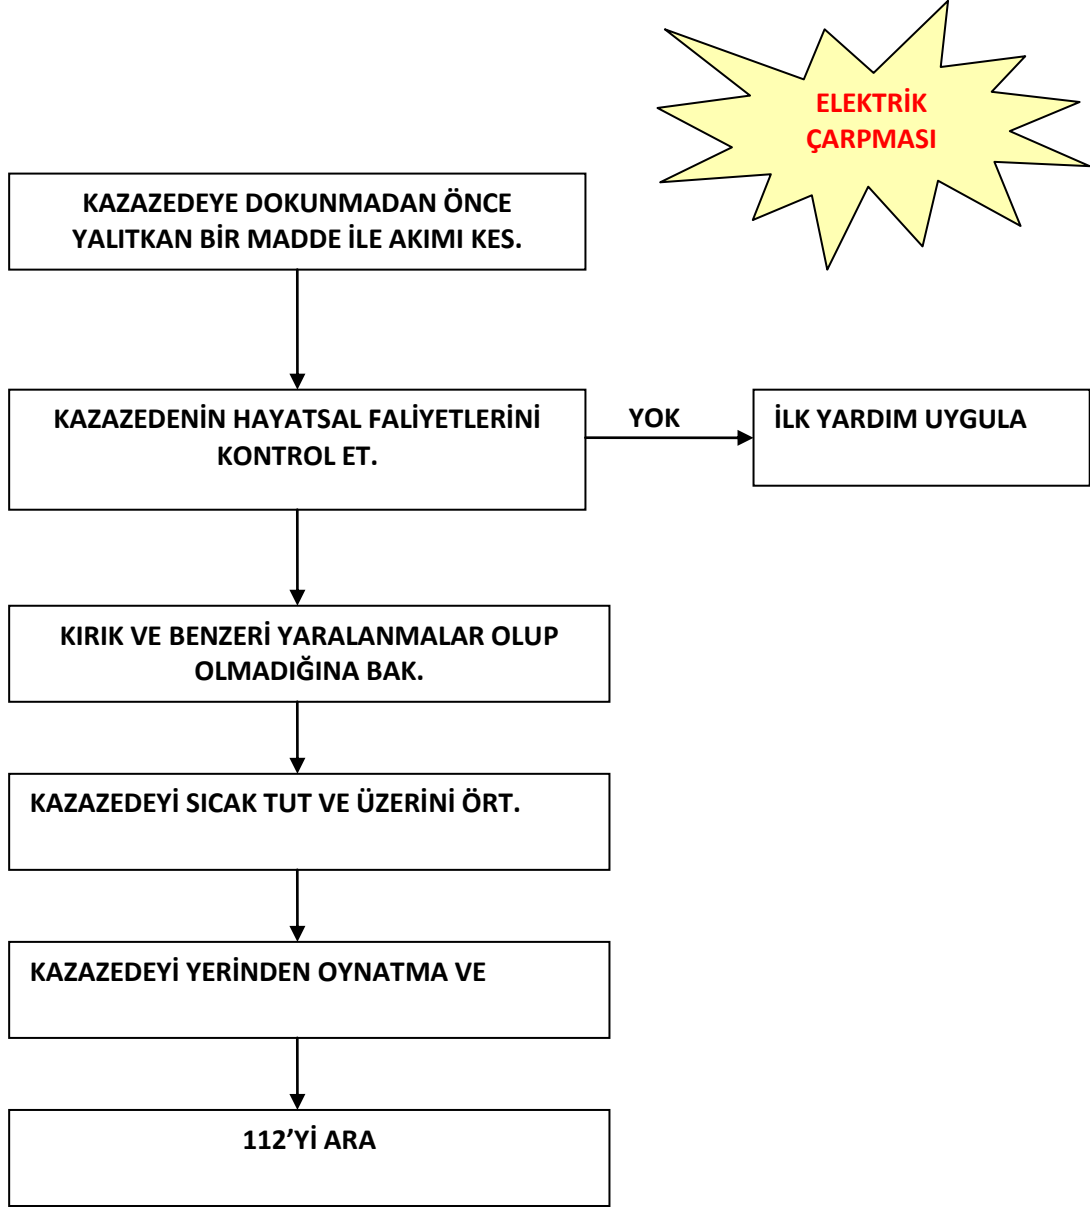 ELEKTRİK
ÇARPMASI
KAZAZEDEYE DOKUNMADAN ÖNCE
YALITKAN BİR MADDE İLE AKIMI KES.
KAZAZEDENİN HAYATSAL FALİYETLERİNİ
KONTROL ET.
YOK
İLK YARDIM UYGULA
KIRIK VE BENZERİ YARALANMALAR OLUP
OLMADIĞINA BAK.
KAZAZEDEYİ SICAK TUT VE ÜZERİNİ ÖRT.
KAZAZEDEYİ YERİNDEN OYNATMA VE
112’Yİ ARA